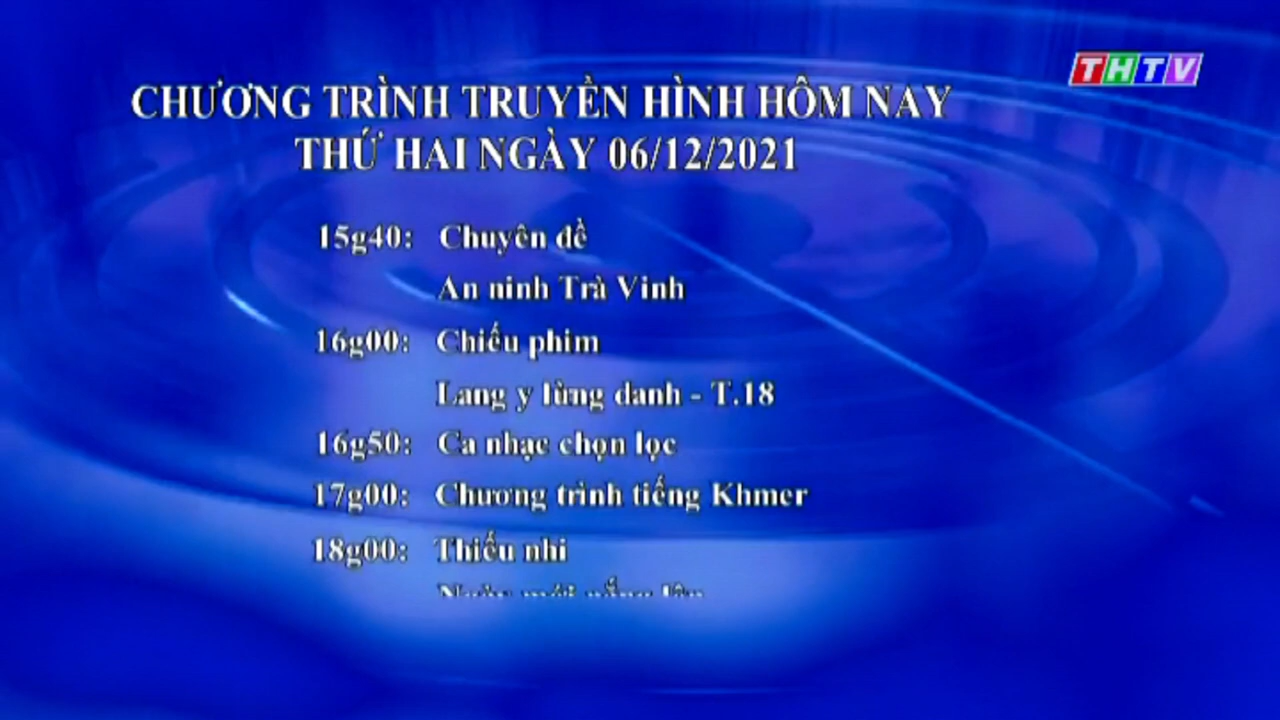 THTV
CHƯƠNG TRÌNH TRUYỀN HÌNH HÔM NAY
THỨ HAI NGÀY 06/12/2021
15g40: Chuyên đề
An ninh Trà Vinh
16g00: Chiếu phim
Lang y lừng danh - T.18
16g50: Ca nhạc chọn lọc
17g00: Chương trình tiếng Khmer
18g00: Thiếu nhi